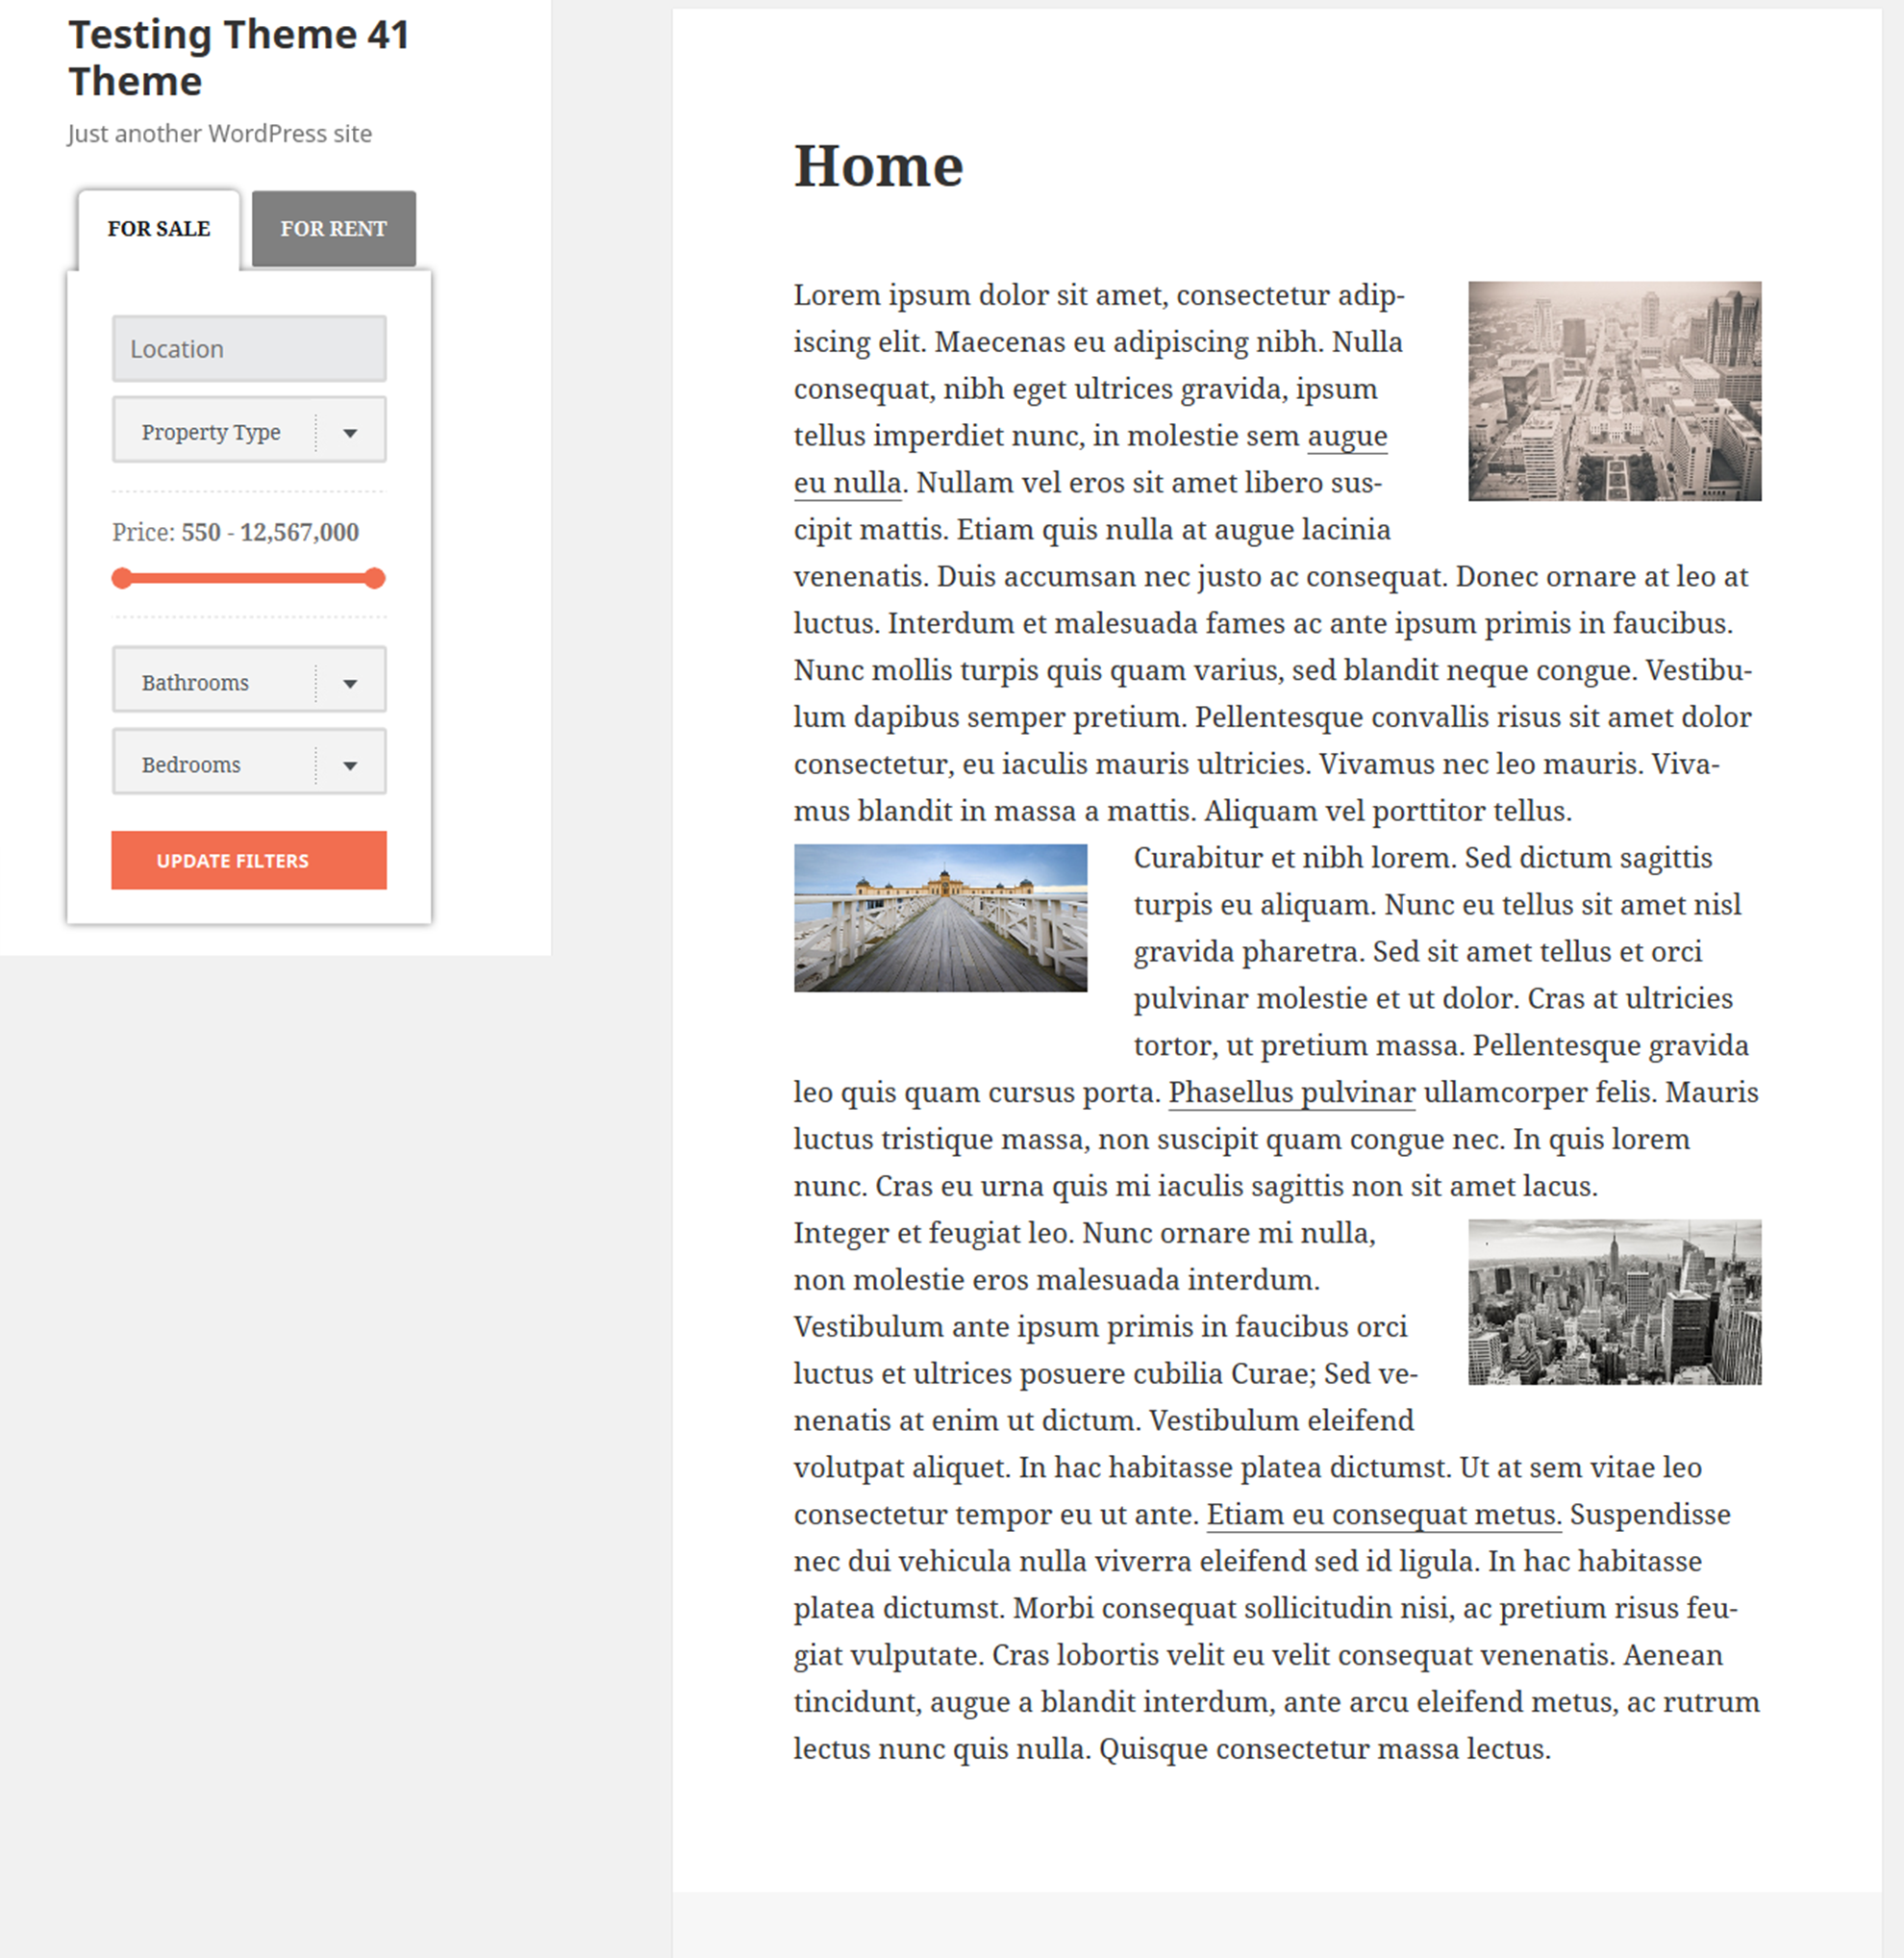 Testing Theme 41
Theme
Just another WordPress site
FOR SALE
FOR RENT
Location
Property Type
Price: 550 - 12,567,000
Bathrooms
Bedrooms
UPDATE FILTERS
Home
Lorem ipsum dolor sit amet, consectetur adip-
iscing elit. Maecenas eu adipiscing nibh. Nulla
consequat, nibh eget ultrices gravida, ipsum
tellus imperdiet nunc, in molestie sem augue
eu nulla. Nullam vel eros sit amet libero sus-
cipit mattis. Etiam quis nulla at augue lacinia
venenatis. Duis accumsan nec justo ac consequat. Donec ornare at leo at
luctus. Interdum et malesuada fames ac ante ipsum primis in faucibus.
Nunc mollis turpis quis quam varius, sed blandit neque congue. Vestibu-
lum dapibus semper pretium. Pellentesque convallis risus sit amet dolor
consectetur, eu iaculis mauris ultricies. Vivamus nec leo mauris. Viva-
mus blandit in massa a mattis. Aliquam vel porttitor tellus.
Curabitur et nibh lorem. Sed dictum sagittis
turpis eu aliquam. Nunc eu tellus sit amet nisl
gravida pharetra. Sed sit amet tellus et orci
pulvinar molestie et ut dolor. Cras at ultricies
tortor, ut pretium massa. Pellentesque gravida
leo quis quam cursus porta. Phasellus pulvinar ullamcorper felis. Mauris
luctus tristique massa, non suscipit quam congue nec. In quis lorem
nunc. Cras eu urna quis mi iaculis sagittis non sit amet lacus.
Integer et feugiat leo. Nunc ornare mi nulla,
non molestie eros malesuada interdum.
Vestibulum ante ipsum primis in faucibus orci
luctus et ultrices posuere cubilia Curae; Sed ve-
nenatis at enim ut dictum. Vestibulum eleifend
volutpat aliquet. In hac habitasse platea dictumst. Ut at sem vitae leo
consectetur tempor eu ut ante. Etiam eu consequat metus. Suspendisse
nec dui vehicula nulla viverra eleifend sed id ligula. In hac habitasse
platea dictumst. Morbi consequat sollicitudin nisi, ac pretium risus feu-
giat vulputate. Cras lobortis velit eu velit consequat venenatis. Aenean
tincidunt, augue a blandit interdum, ante arcu eleifend metus, ac rutrum
lectus nunc quis nulla. Quisque consectetur massa lectus.